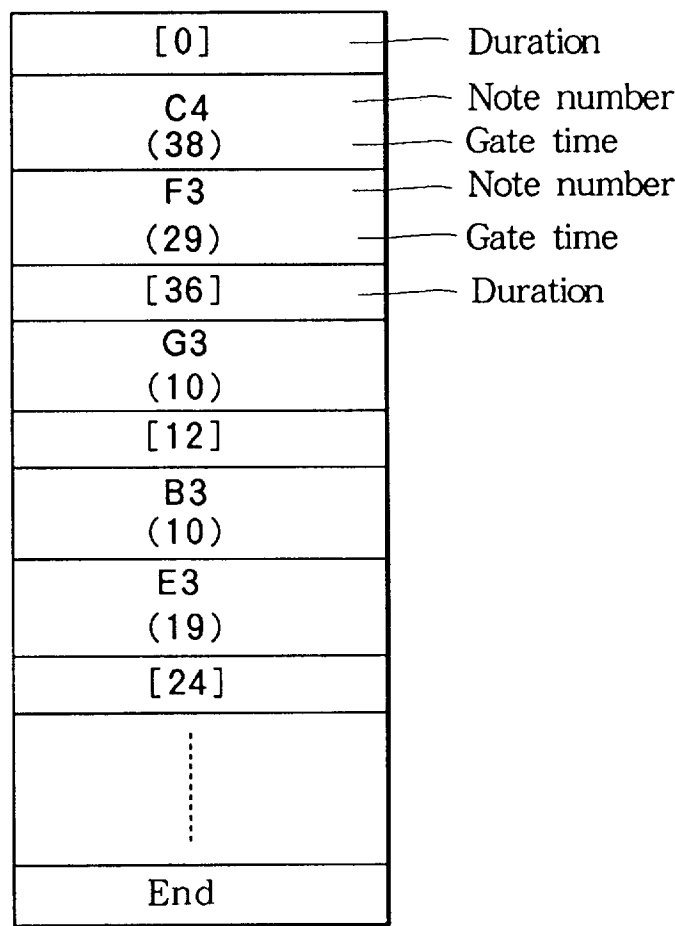 [0] Duration
C4 Note number
(38) Gate time
F3 Note number
(29) Gate time
[36] Duration
G3
(10)
[12]
B3
(10)
E3
(19)
[24]
End